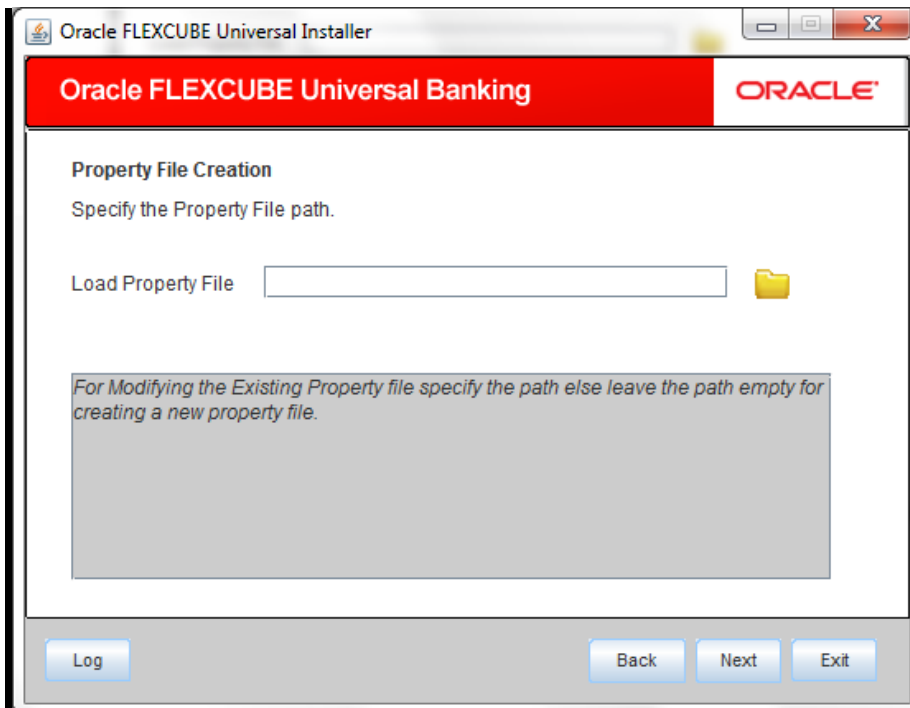 Oracle FLEXCUBE Universal Installer
Oracle FLEXCUBE Universal Banking
ORACLE
Property File Creation
Specify the Property File path.
Load Property File
For Modifying the Existing Property file specify the path else leave the path empty for
creating a new property file.
Log
Back
Next
Exit